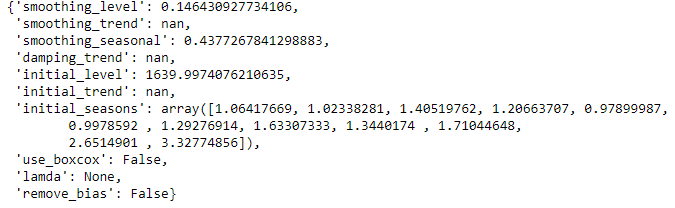 {'smoothing_level': 0.146430927734106,
'smoothing_trend': nan,
'smoothing_seasonal': 0.4377267841298883,
'damping_trend': nan,
'initial_level': 1639.9974076210635,
'initial_trend': nan,
'initial_seasons': array([1.06417669, 1.02338281, 1.40519762, 1.20663707, 0.97899987,
0.9978592 , 1.29276914, 1.63307333, 1.3440174 , 1.71044648,
2.6514901 , 3.32774856]),
'use_boxcox': False,
'lamda': None,
'remove_bias': False}